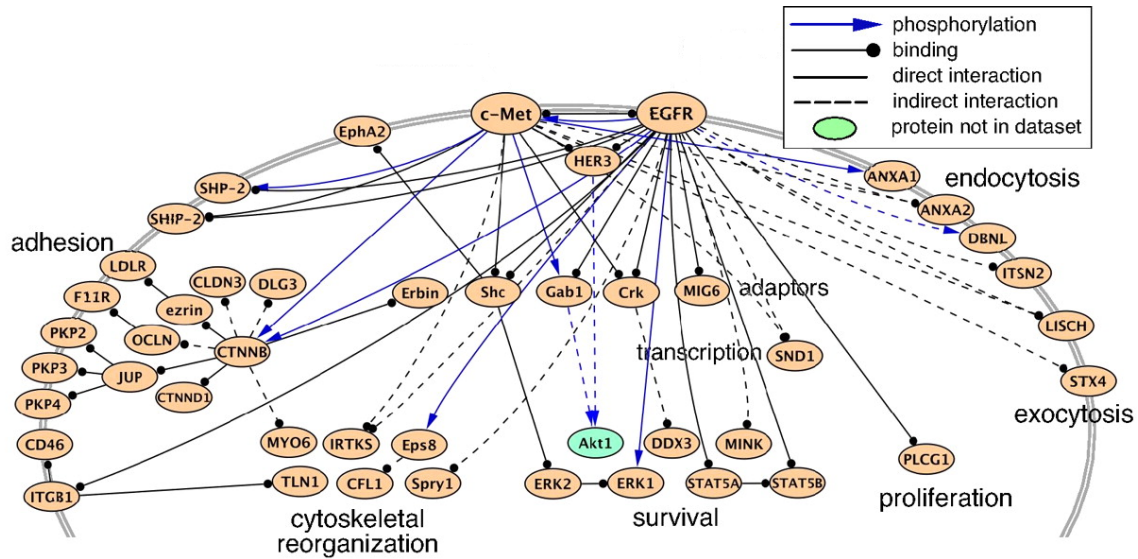 phosphorylation
binding
direct interaction
indirect interaction
protein not in dataset
c-Met
EGFR
EphA2
HER3
SHP-2
ANXA1
endocytosis
SHIP-2
ANXA2
adhesion
DBNL
LDLR
ITSN2
CLDN3
DLG3
F11R
Erbin
Shc
Gab1
Crk
MIG6
adaptors
ezrin
PKP2
OCLN
LISCH
CTNNB
transcription
SND1
PKP3
JUP
STX4
CTNND1
PKP4
exocytosis
CD46
MYO6
IRTKS
Eps8
Akt1
DDX3
MINK
PLCG1
ITGB1
TLN1
CFL1
Spry1
ERK2
ERK1
STAT5A
STAT5B
proliferation
cytoskeletal
reorganization
survival